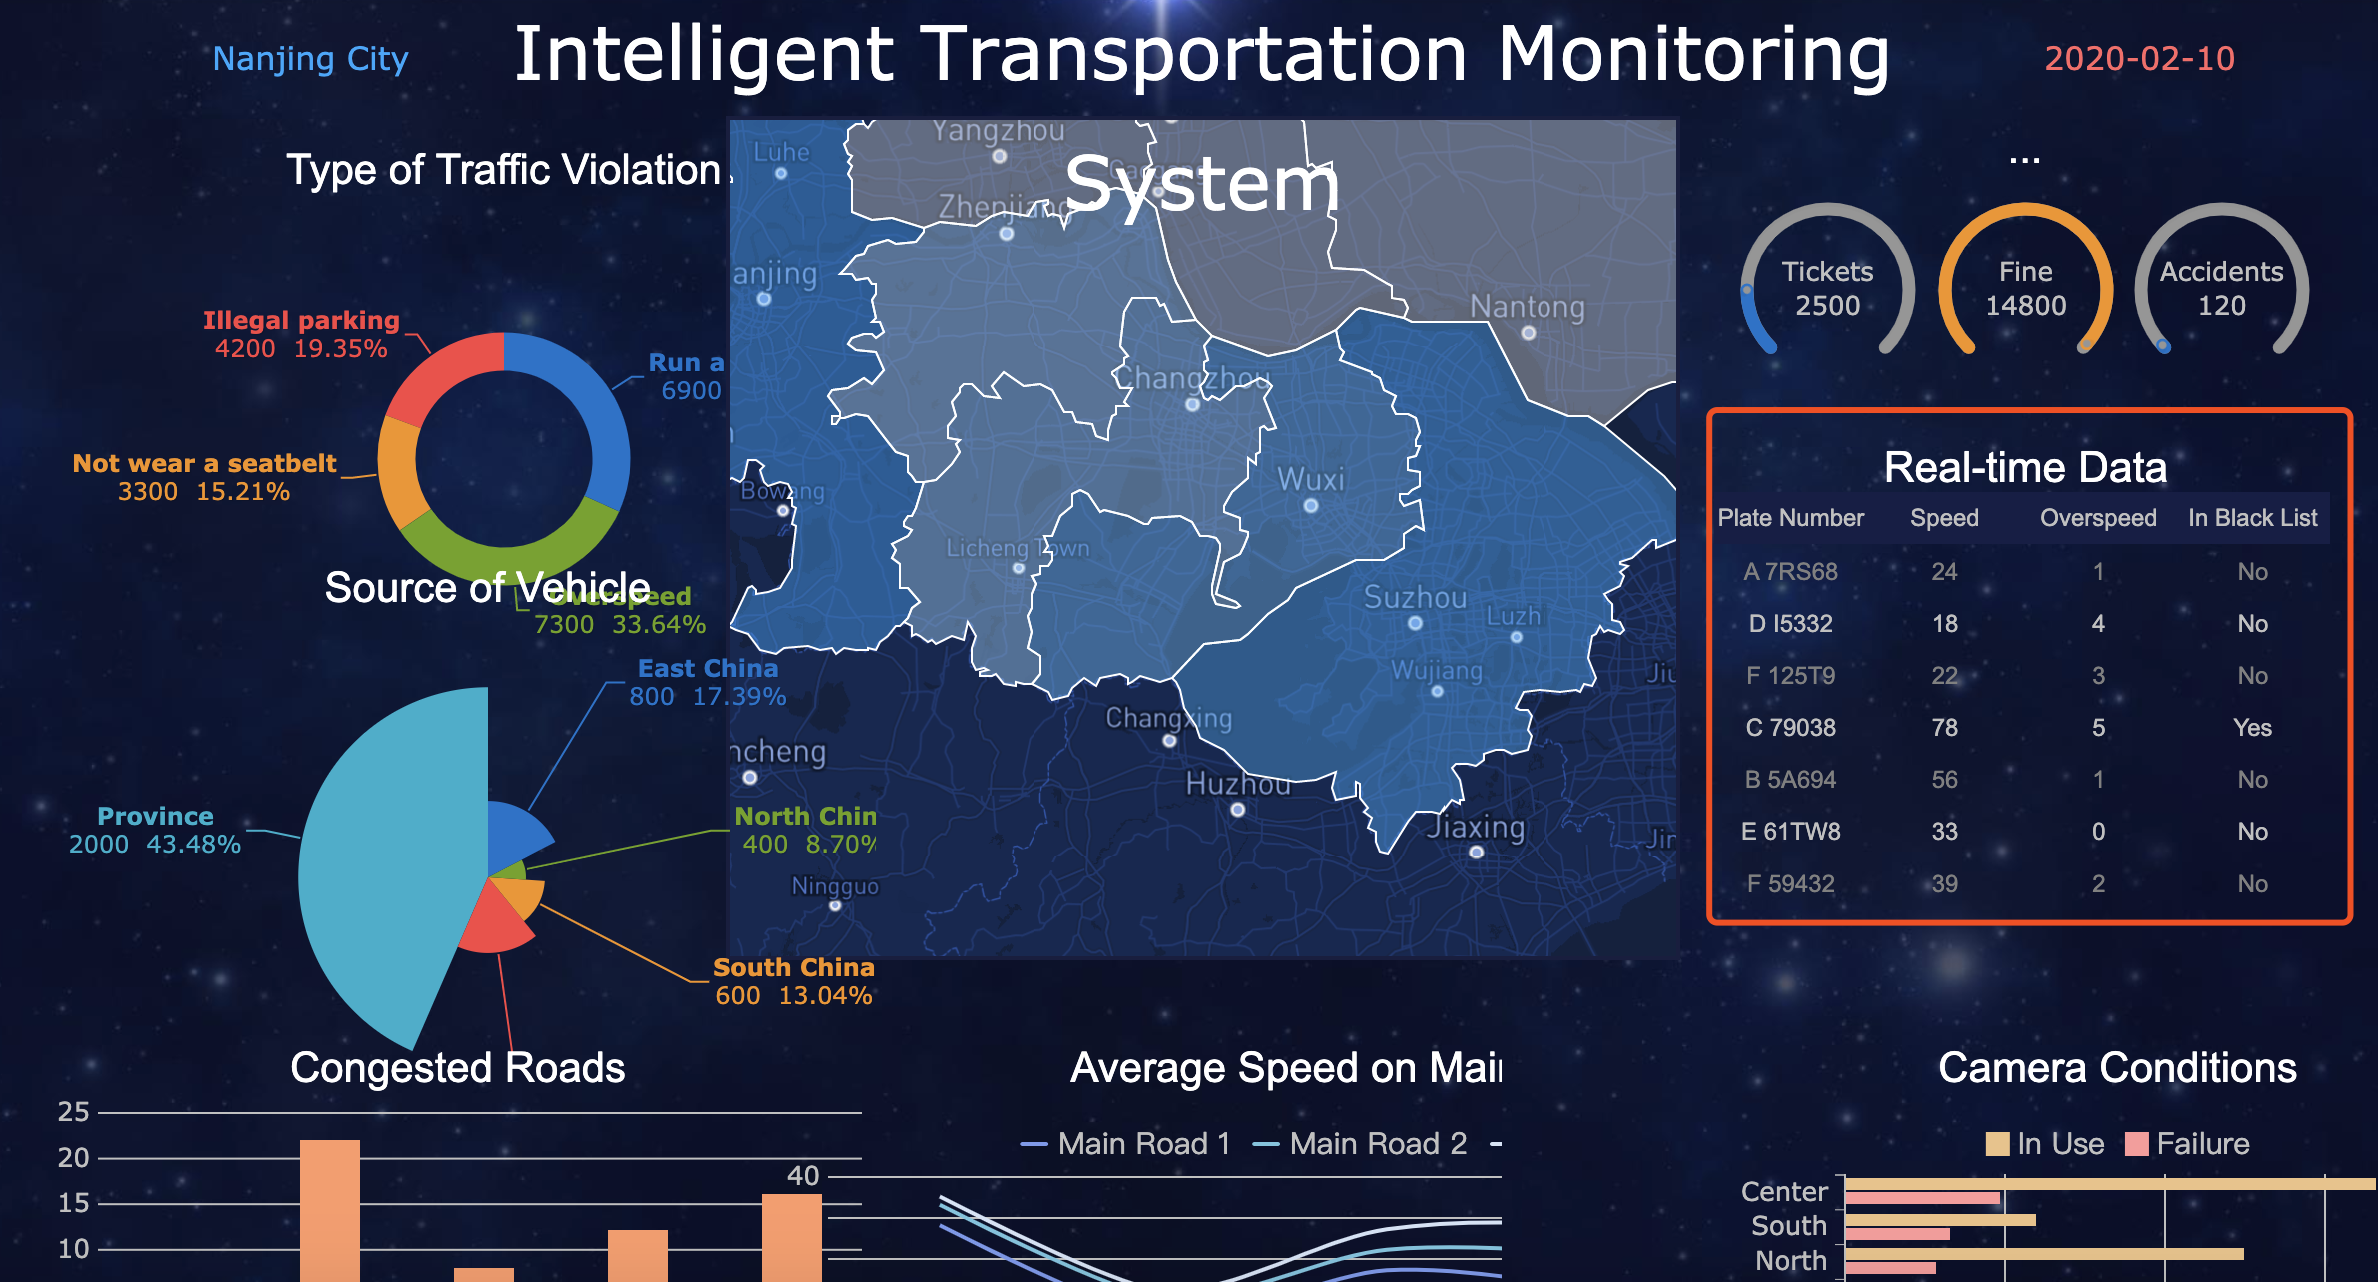 Nanjing City
Intelligent Transportation Monitoring
System
2020-02-10
Type of Traffic Violation
Illegal parking
4200 19.35%
Run a
6900
Not wear a seatbelt
3300 15.21%
Overspeed
7300 33.64%
Source of Vehicle
East China
800 17.39%
Province
2000 43.48%
North Chin
400 8.70%
South China
600 13.04%
Luhe
Yangzhou
Zhenjiang
anjing
Nantong
Changzhou
Wuxi
Bowang
Licheng Town
Suzhou
Luzhi
Wujiang
Changxing
ncheng
Huzhou
Jiaxing
Ningguo
Jiu
Jin
...
Tickets
2500
Fine
14800
Accidents
120
Real-time Data
Plate Number Speed Overspeed In Black List
A 7RS68 24 1 No
D I5332 18 4 No
F 125T9 22 3 No
C 79038 78 5 Yes
B 5A694 56 1 No
E 61TW8 33 0 No
F 59432 39 2 No
Congested Roads
25
20
15
10
Average Speed on Mai
Main Road 1 Main Road 2
40
Camera Conditions
In Use Failure
Center
South
North